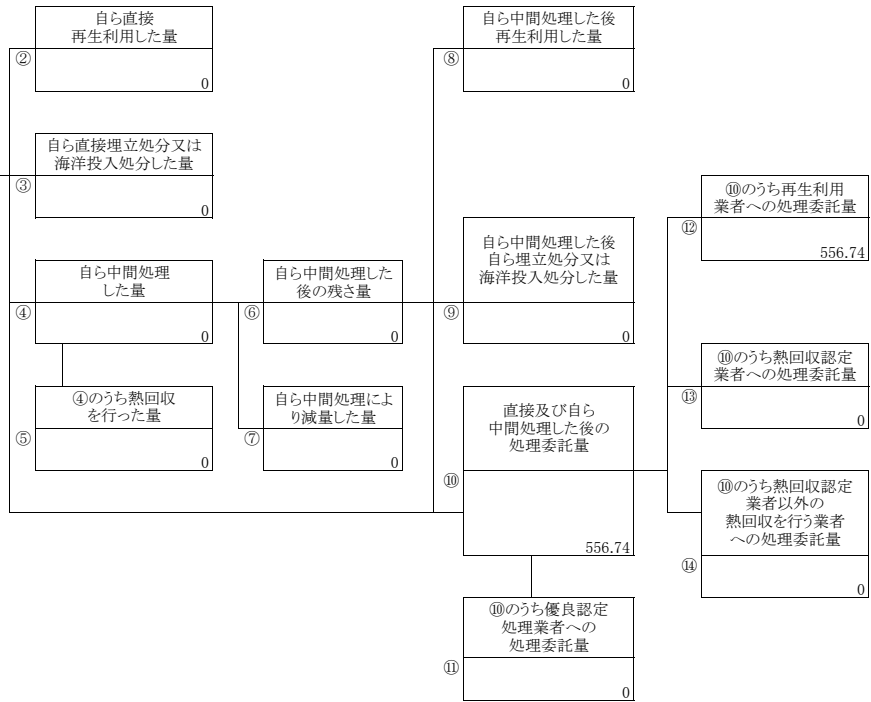 自ら直接
再生利用した量
②
0
自ら直接埋立処分又は
海洋投入処分した量
③
0
自ら中間処理
した量
④
0
④のうち熱回収
を行った量
⑤
0
自ら中間処理した
後の残さ量
⑥
0
自ら中間処理によ
り減量した量
⑦
0
自ら中間処理した後
再生利用した量
⑧
0
自ら中間処理した後
自ら埋立処分又は
海洋投入処分した量
⑨
0
直接及び自ら
中間処理した後の
処理委託量
⑩
556.74
⑩のうち優良認定
処理業者への
処理委託量
⑪
0
⑩のうち再生利用
業者への処理委託量
⑫
556.74
⑩のうち熱回収認定
業者への処理委託量
⑬
0
⑩のうち熱回収認定
業者以外の
熱回収を行う業者
への処理委託量
⑭
0